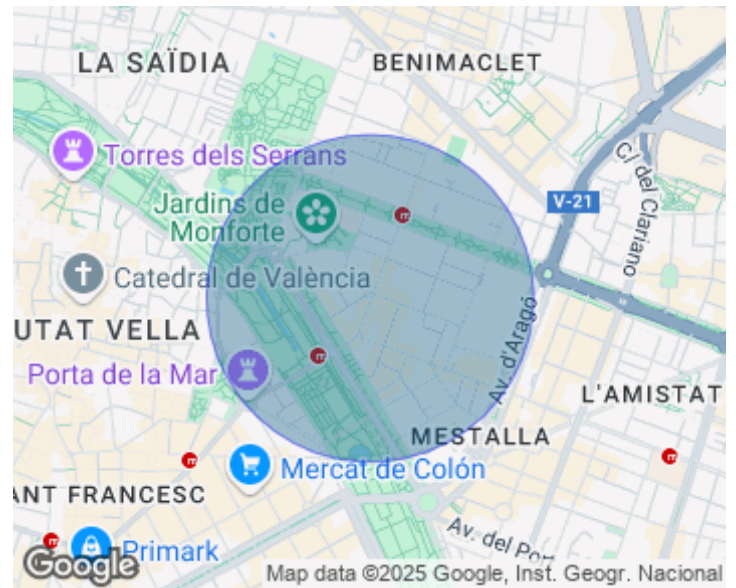 LA SAÏDIA
BENIMACLET
Torres dels Serrans
C/ del Clariano
Jardins de
Monforte
V-21
Catedral de València
UTAT VELLA
Av. d'Aragó
Porta de la Mar
L'AMISTAT
MESTALLA
Mercat de Colón
ANT FRANCESC
Av. del Por
Primark
Google
Map data ©2025 Google, Inst. Geogr. Nacional